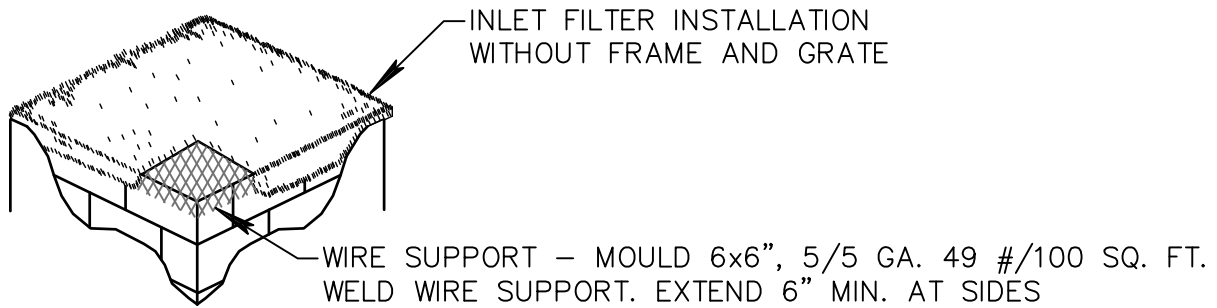 INLET FILTER INSTALLATION
WITHOUT FRAME AND GRATE
WIRE SUPPORT – MOULD 6x6", 5/5 GA. 49 #/100 SQ. FT.
WELD WIRE SUPPORT. EXTEND 6" MIN. AT SIDES